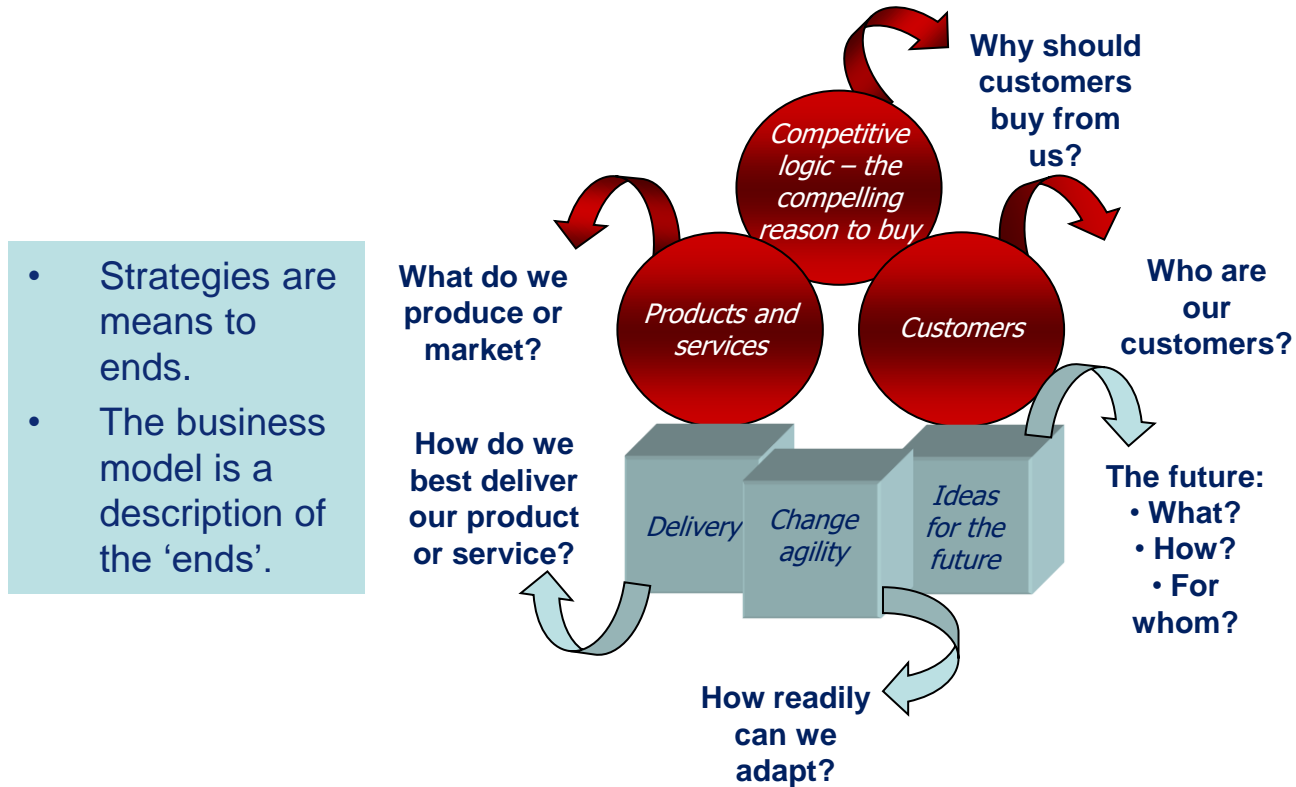 • Strategies are
means to
ends.
• The business
model is a
description of
the ‘ends’.
Why should
customers
buy from
us?
Competitive
logic – the
compelling
reason to buy
What do we
produce or
market?
Products and
services
Customers
Who are
our
customers?
How do we
best deliver
our product
or service?
Delivery
Change
agility
Ideas
for the
future
The future:
• What?
• How?
• For
whom?
How readily
can we
adapt?